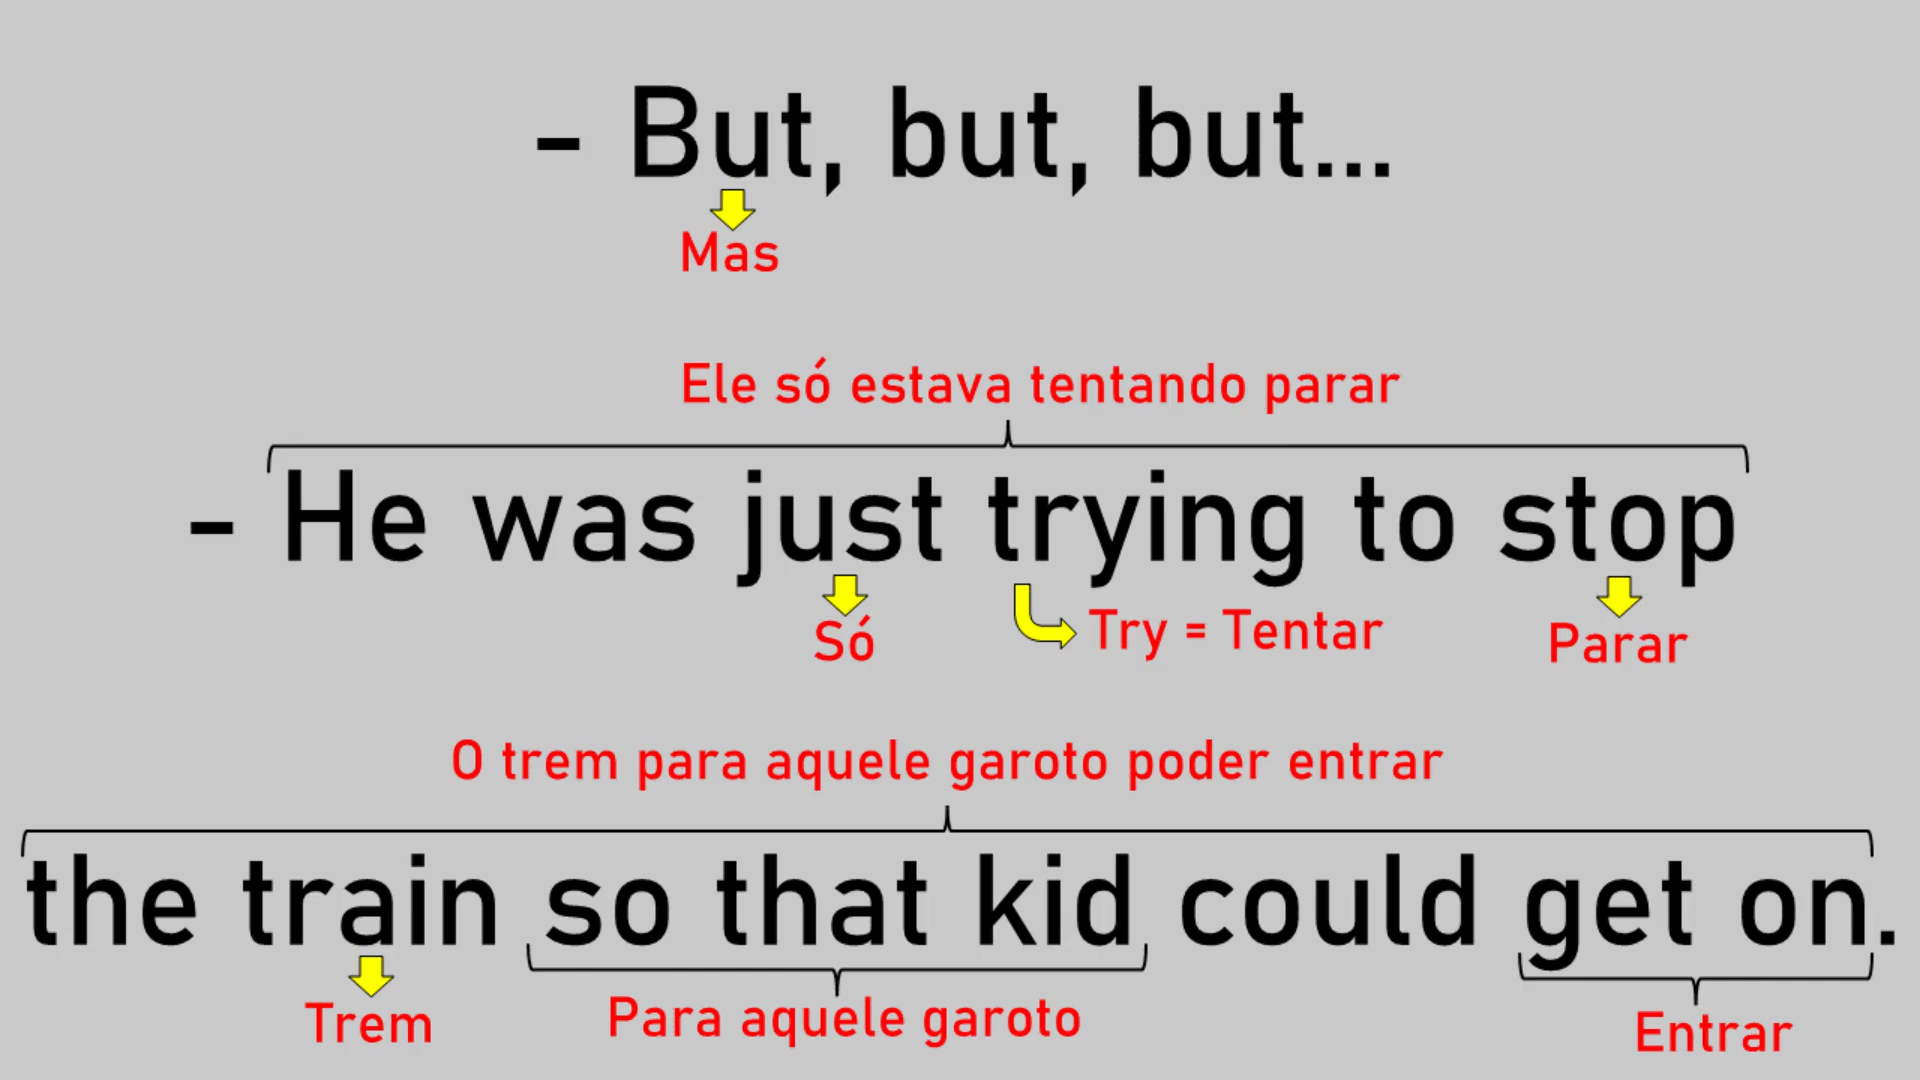 - But, but, but...
Mas
Ele só estava tentando parar
- He was just trying to stop
Só
Try = Tentar
Parar
O trem para aquele garoto poder entrar
the train so that kid could get on.
Trem
Para aquele garoto
Entrar